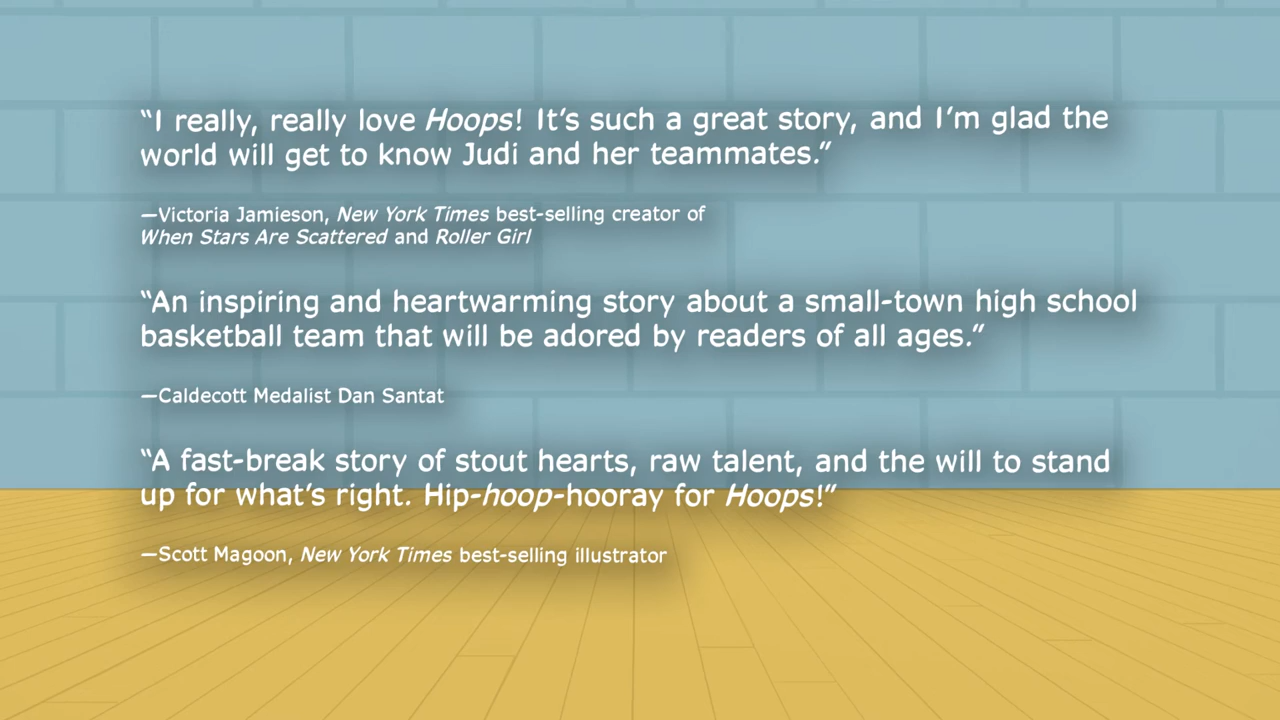 “I really, really love Hoops! It’s such a great story, and I’m glad the
world will get to know Judi and her teammates.”
—Victoria Jamieson, New York Times best-selling creator of
When Stars Are Scattered and Roller Girl
“An inspiring and heartwarming story about a small-town high school
basketball team that will be adored by readers of all ages.”
—Caldecott Medalist Dan Santat
“A fast-break story of stout hearts, raw talent, and the will to stand
up for what’s right. Hip-hoop-hooray for Hoops!”
—Scott Magoon, New York Times best-selling illustrator